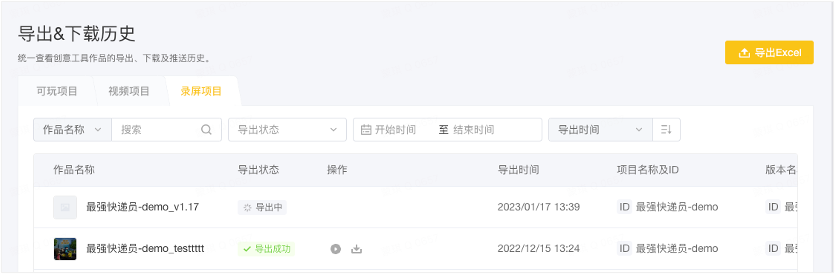 导出&下载历史
统一查看创意工具作品的导出、下载及推送历史。
导出Excel
可玩项目 视频项目 录屏项目
作品名称 搜索 导出状态 开始时间 至 结束时间 导出时间
作品名称 导出状态 操作 导出时间 项目名称及ID 版本名
最强快递员-demo_v1.17 导出中 2023/01/17 13:39 ID 最强快递员-demo ID 最
最强快递员-demo_testtttt 导出成功 2022/12/15 13:24 ID 最强快递员-demo ID 最